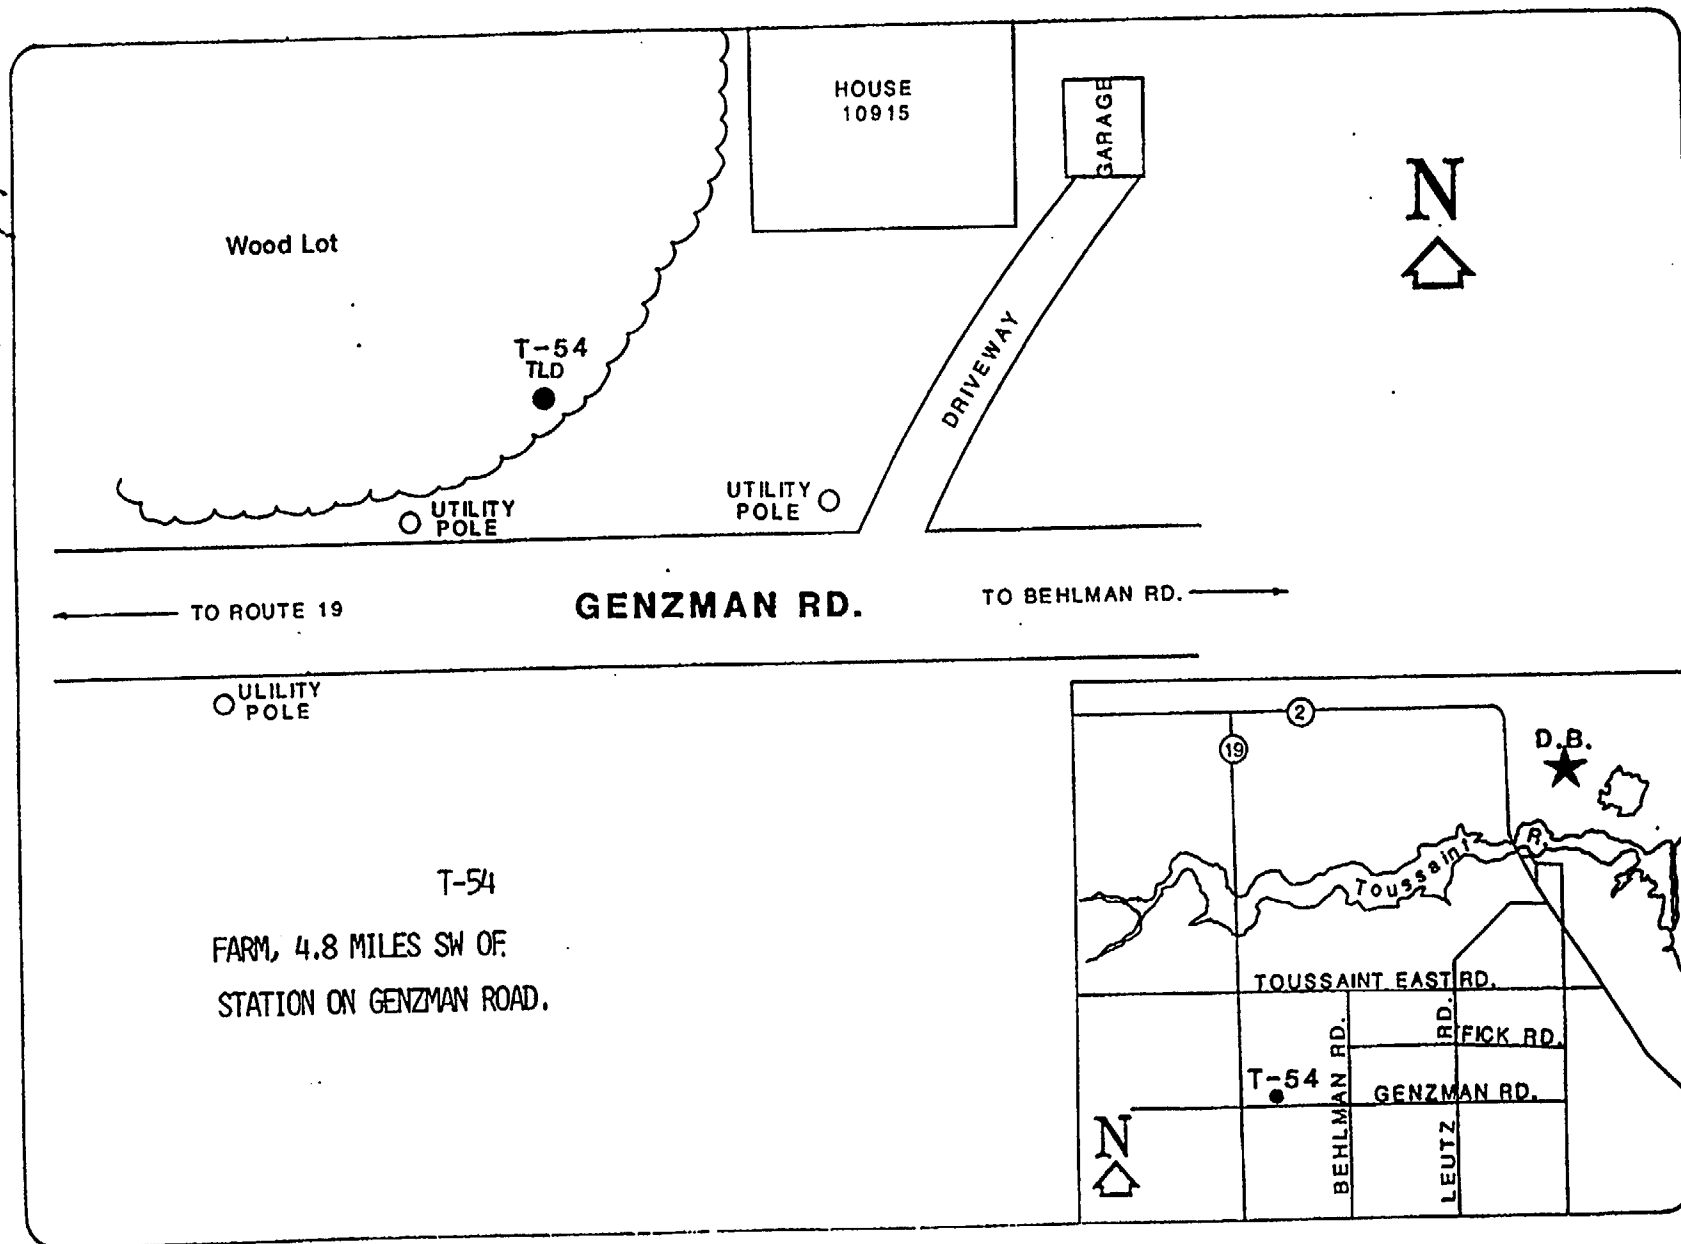 HOUSE
10915
GARAGE
N
Wood Lot
T-54
TLD
DRIVEWAY
UTILITY
POLE
UTILITY
POLE
TO ROUTE 19
GENZMAN RD.
TO BEHLMAN RD.
ULILITY
POLE
2
19
D.B.
Toussaint R.
T-54
FARM, 4.8 MILES SW OF
STATION ON GENZMAN ROAD.
TOUSSAINT EAST RD.
BEHLMAN RD.
LEUTZ RD.
FICK RD.
T-54
GENZMAN RD.
N